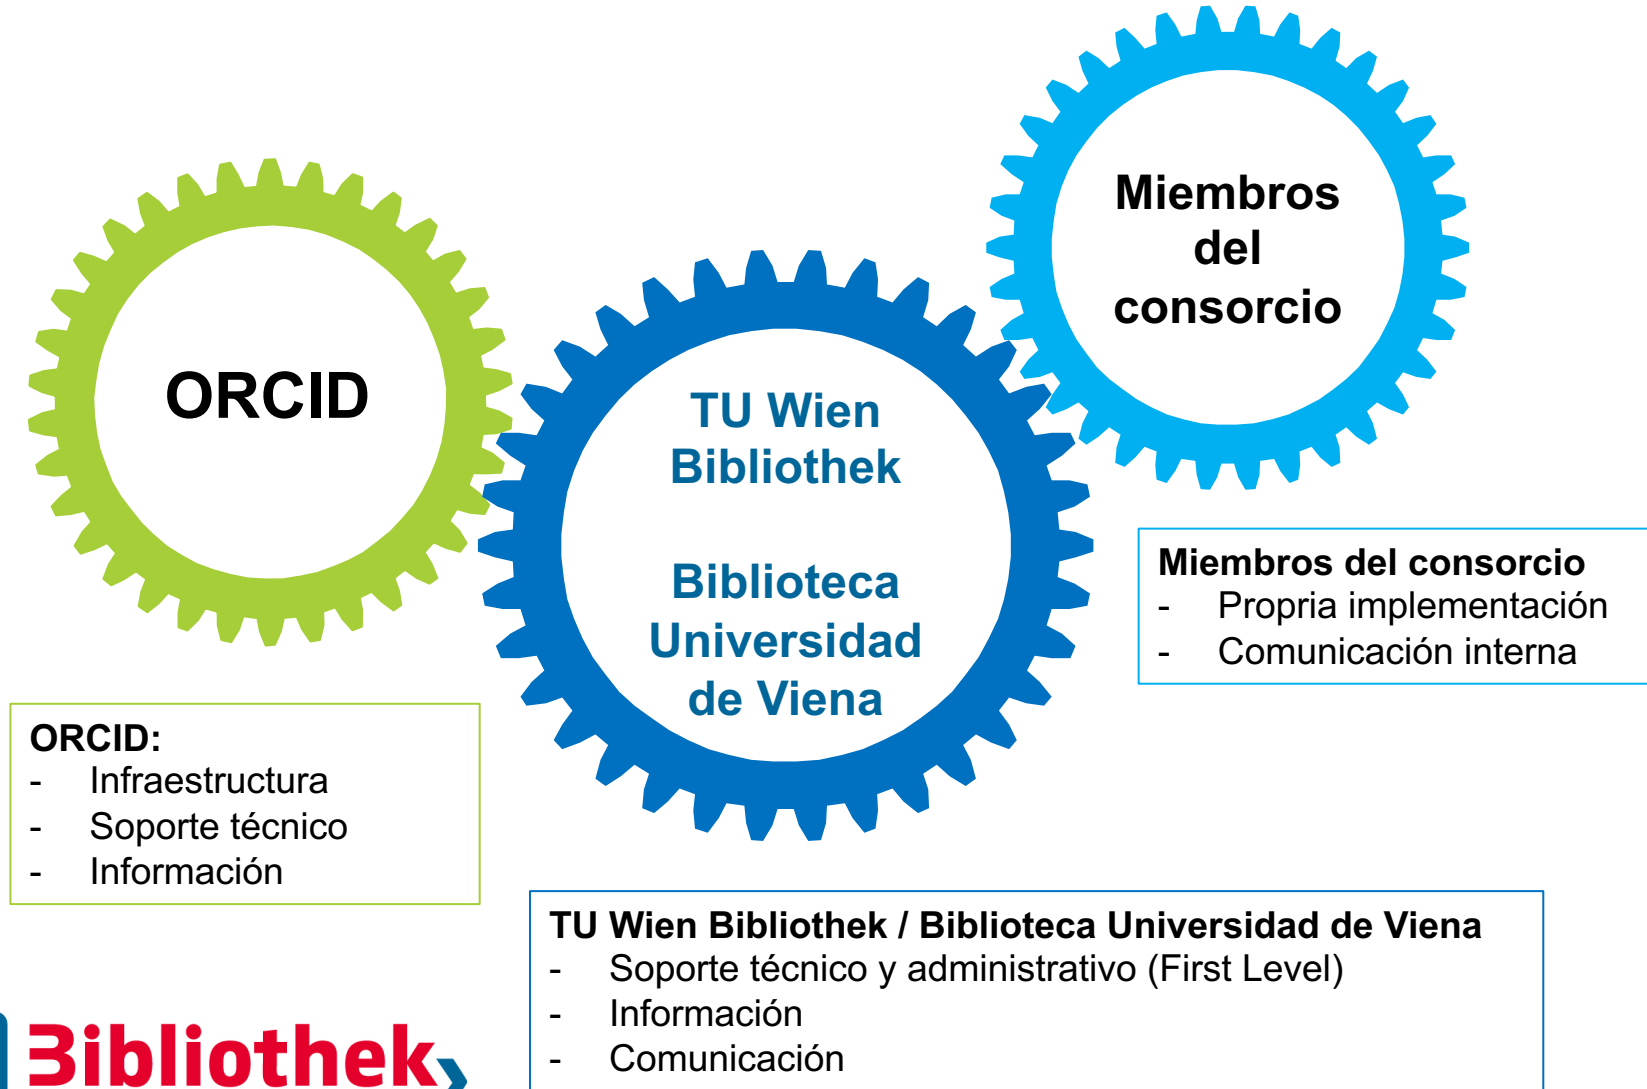 ORCID
Miembros
del
consorcio
TU Wien
Bibliothek
Biblioteca
Universidad
de Viena
Miembros del consorcio
- Propria implementación
- Comunicación interna
ORCID:
- Infraestructura
- Soporte técnico
- Información
TU Wien Bibliothek / Biblioteca Universidad de Viena
- Soporte técnico y administrativo (First Level)
- Información
- Comunicación
Bibliothek